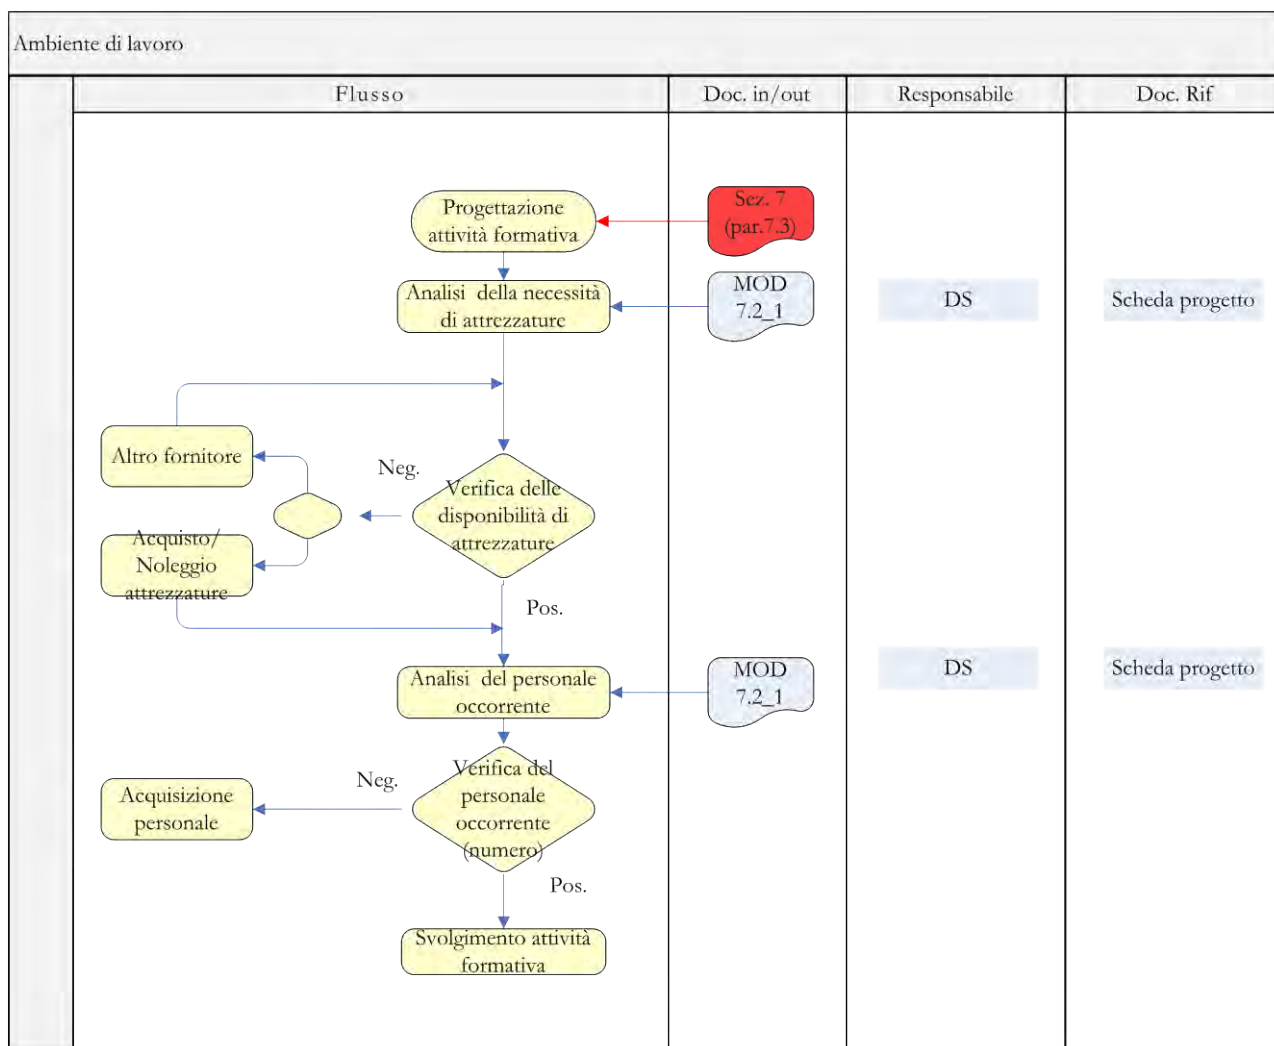 Ambiente di lavoro
Flusso
Doc. in/out
Responsabile
Doc. Rif
Progettazione
attività formativa
Sez. 7
(par.7.3)
Analisi della necessità
di attrezzature
MOD
7.2_1
DS
Scheda progetto
Altro fornitore
Neg.
Verifica delle
disponibilità di
attrezzature
Acquisto/
Noleggio
attrezzature
Pos.
Analisi del personale
occorrente
MOD
7.2_1
DS
Scheda progetto
Acquisizione
personale
Neg.
Verifica del
personale
occorrente
(numero)
Pos.
Svolgimento attività
formativa